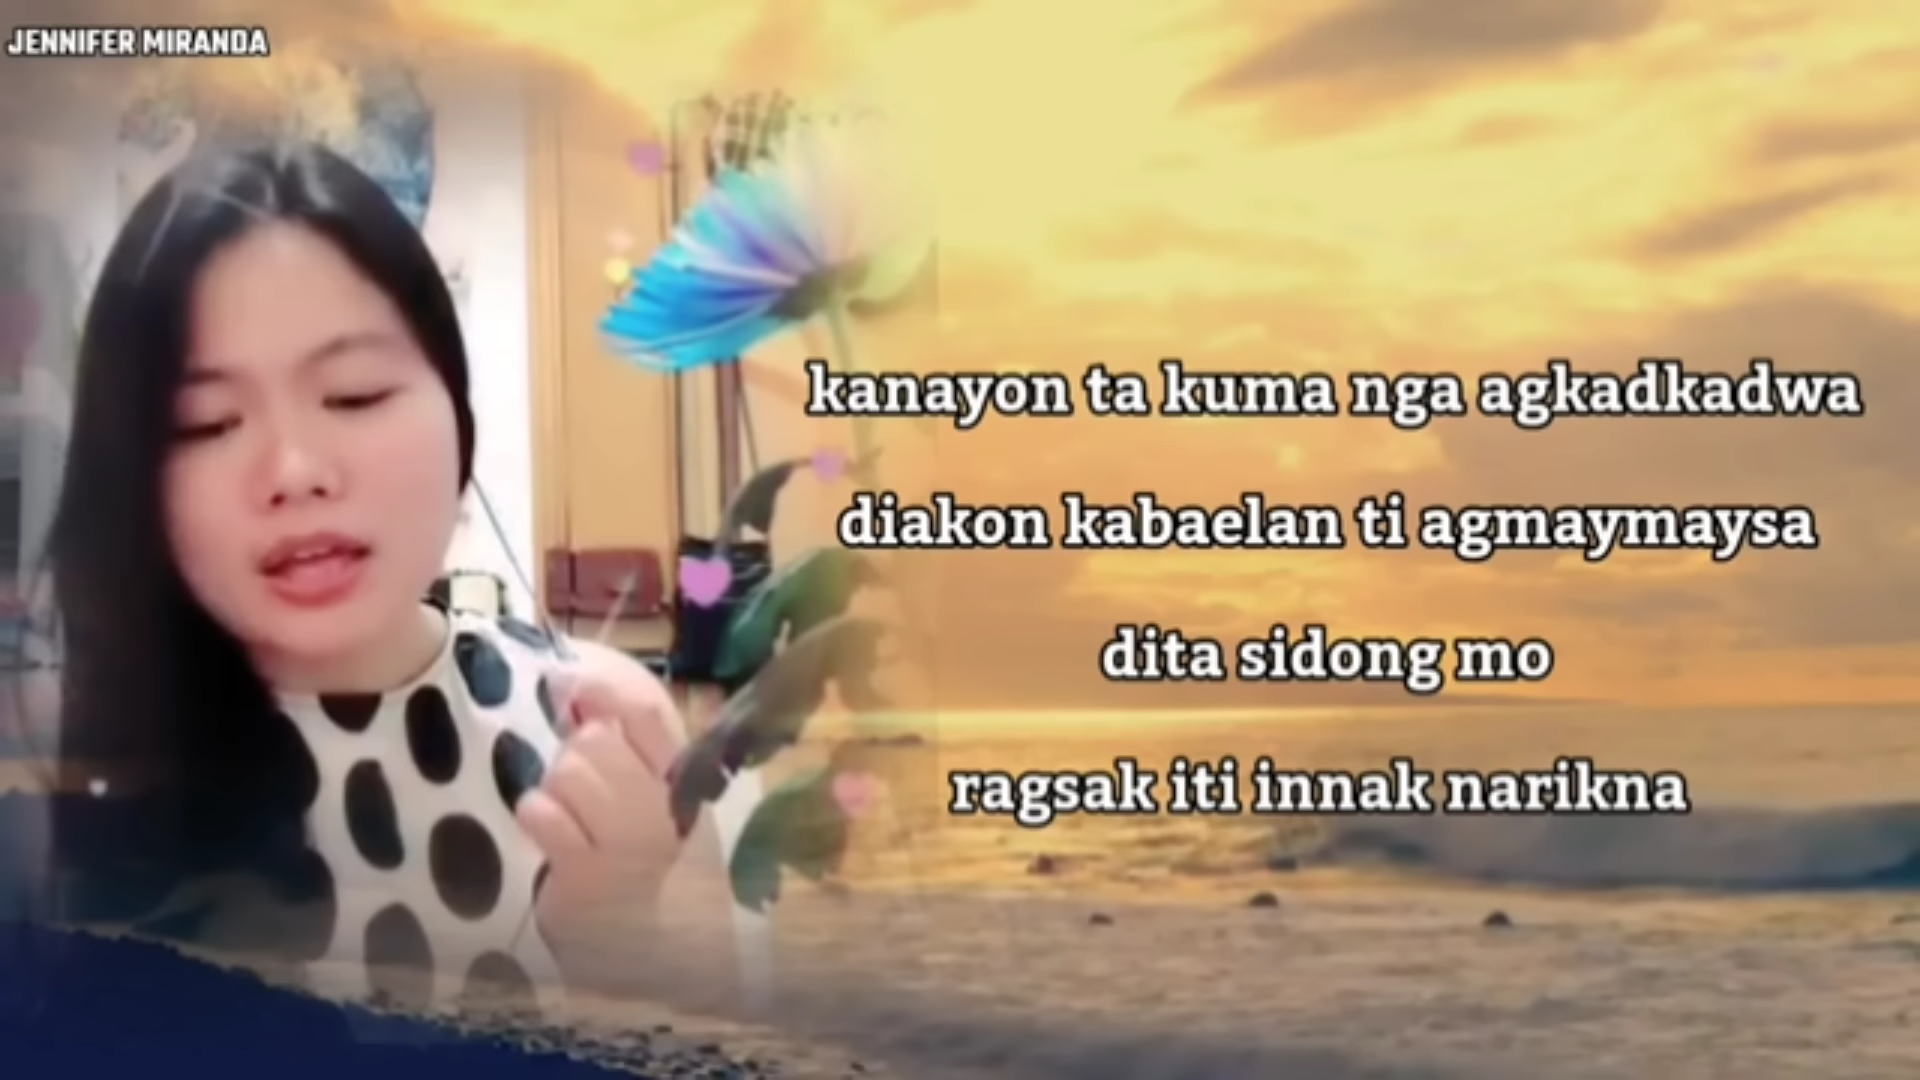 JENNIFER MIRANDA
kanayon ta kuma nga agkadkadwa
diakon kabaelan ti agmaymaysa
dita sidong mo
ragsak iti innak narikna